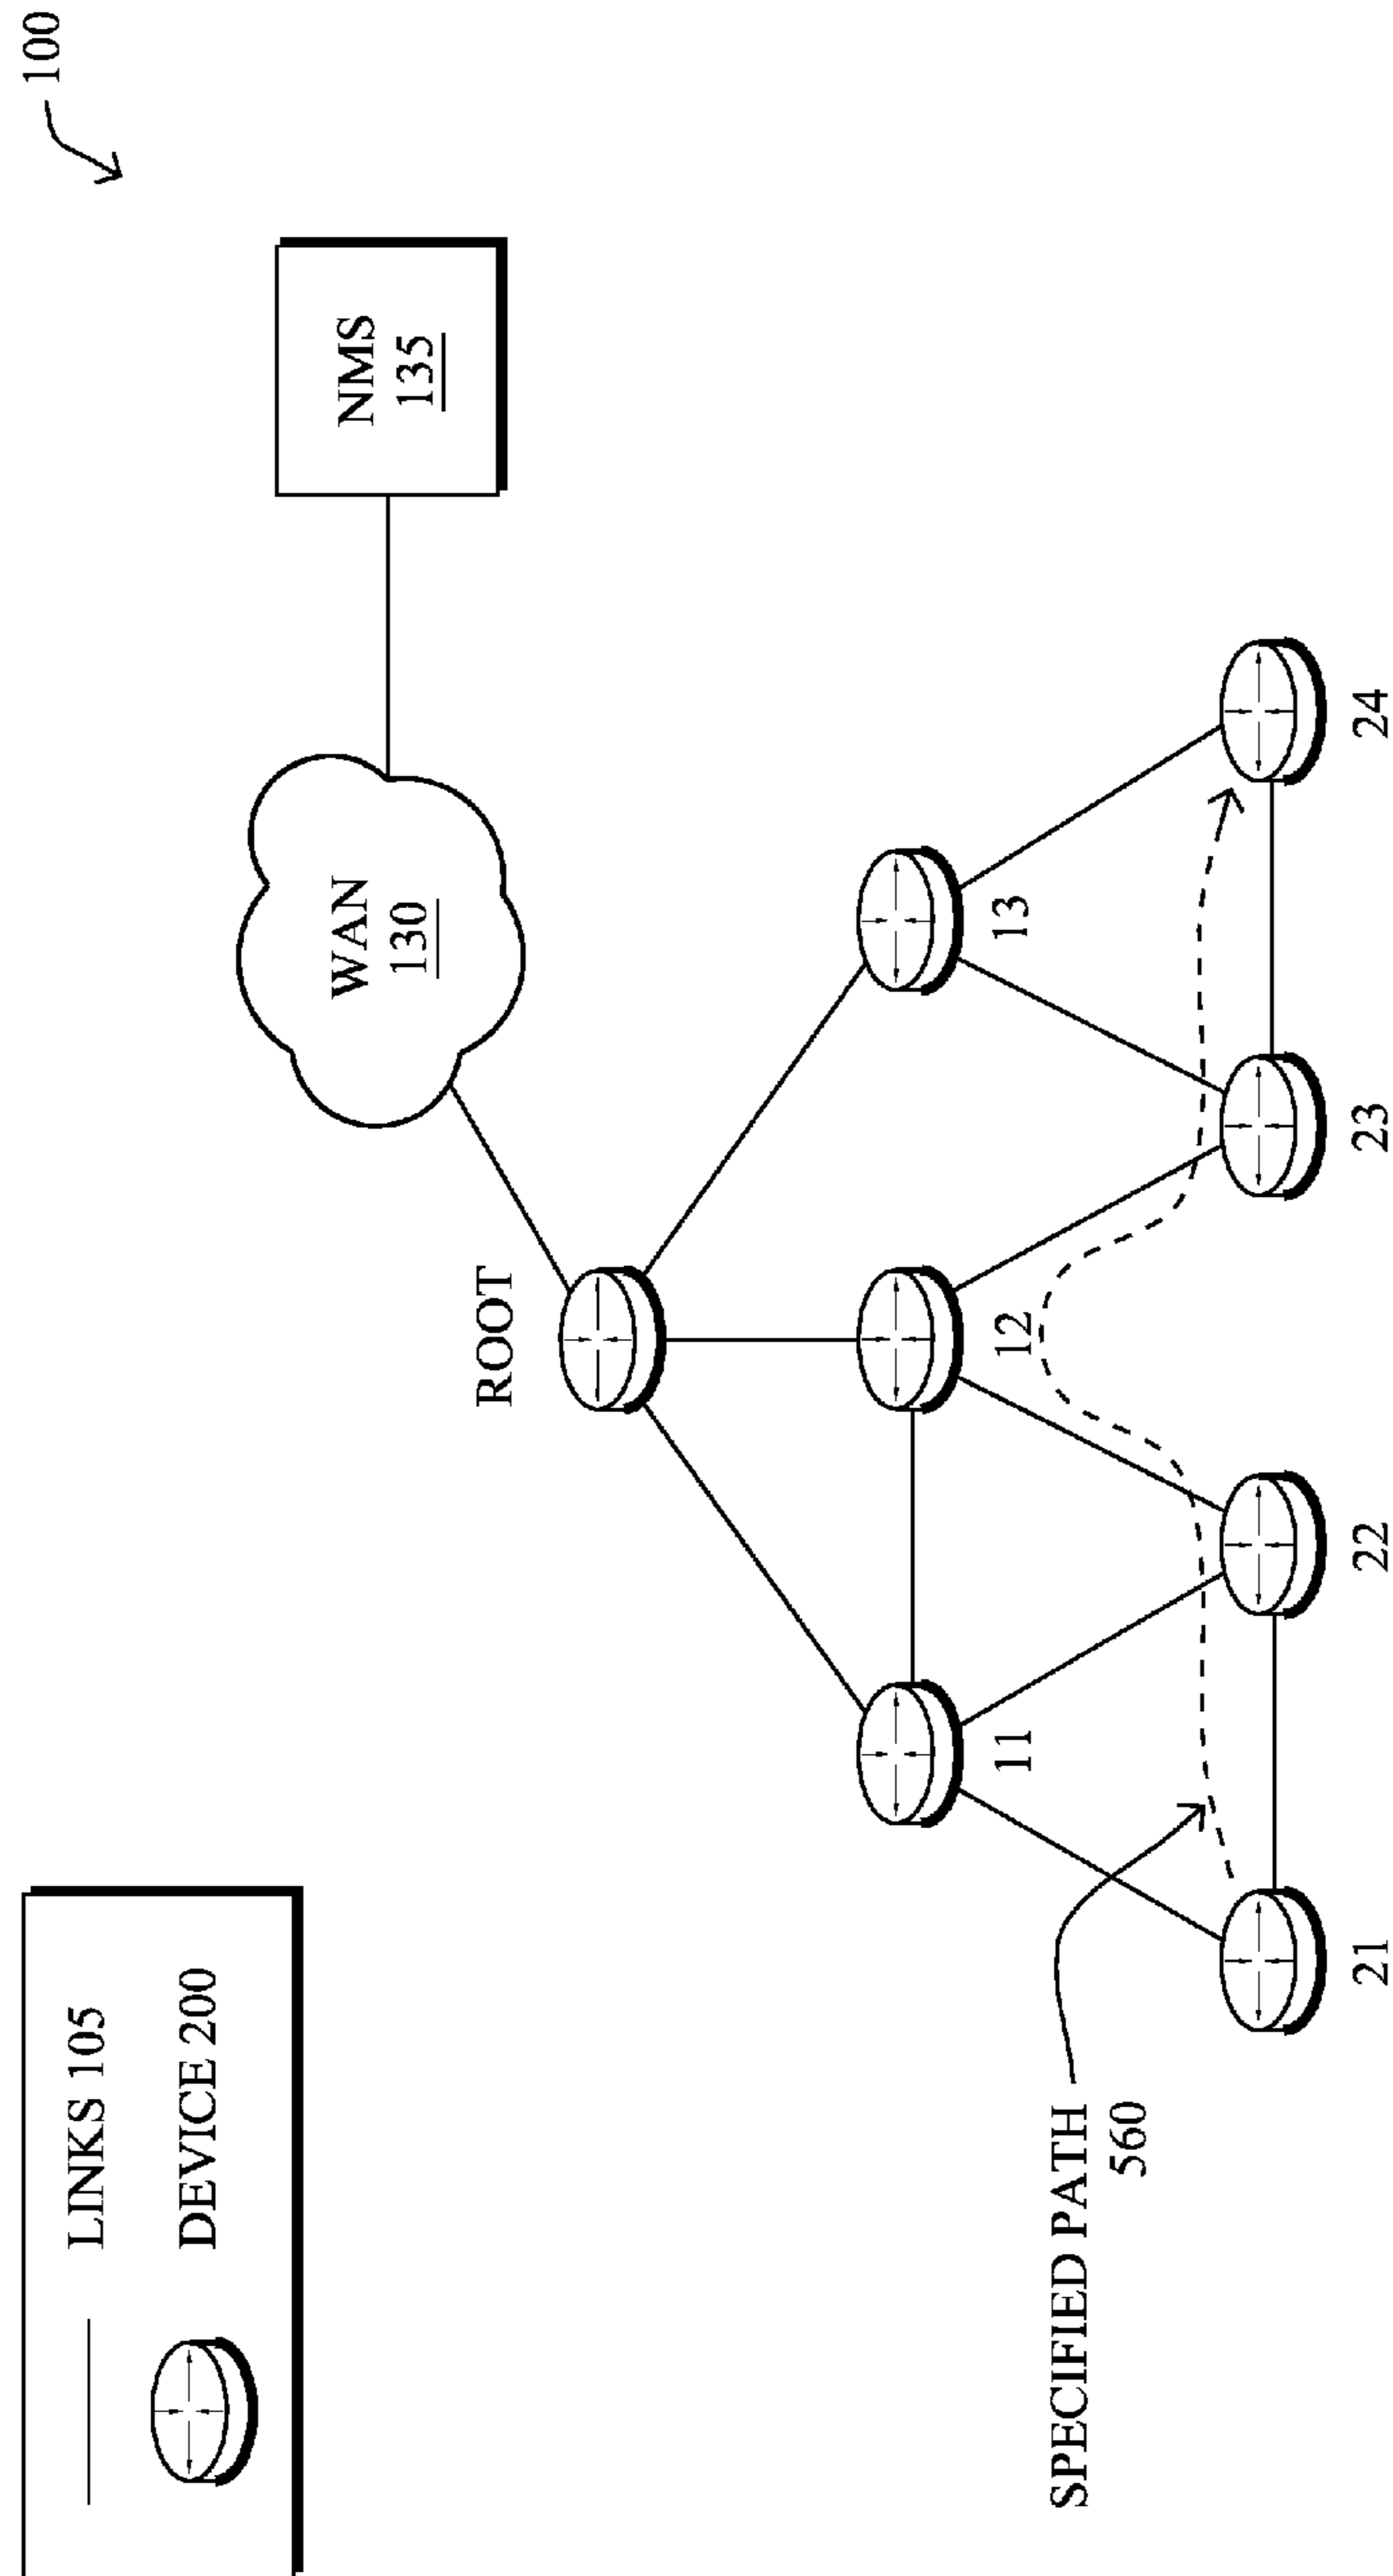 100
LINKS 105
DEVICE 200
WAN
130
NMS
135
ROOT
11
12
13
SPECIFIED PATH
560
21
22
23
24